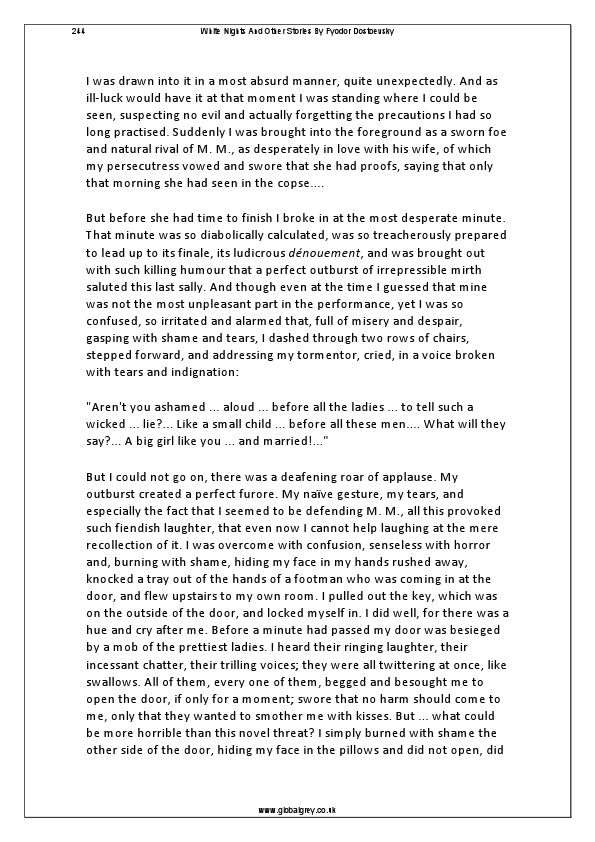 244 White Nights And Other Stories By Fyodor Dostoevsky
I was drawn into it in a most absurd manner, quite unexpectedly. And as
ill-luck would have it at that moment I was standing where I could be
seen, suspecting no evil and actually forgetting the precautions I had so
long practised. Suddenly I was brought into the foreground as a sworn foe
and natural rival of M. M., as desperately in love with his wife, of which
my persecutress vowed and swore that she had proofs, saying that only
that morning she had seen in the copse....
But before she had time to finish I broke in at the most desperate minute.
That minute was so diabolically calculated, was so treacherously prepared
to lead up to its finale, its ludicrous dénouement, and was brought out
with such killing humour that a perfect outburst of irrepressible mirth
saluted this last sally. And though even at the time I guessed that mine
was not the most unpleasant part in the performance, yet I was so
confused, so irritated and alarmed that, full of misery and despair,
gasping with shame and tears, I dashed through two rows of chairs,
stepped forward, and addressing my tormentor, cried, in a voice broken
with tears and indignation:
"Aren't you ashamed ... aloud ... before all the ladies ... to tell such a
wicked ... lie?... Like a small child ... before all these men.... What will they
say?... A big girl like you ... and married!..."
But I could not go on, there was a deafening roar of applause. My
outburst created a perfect furore. My naïve gesture, my tears, and
especially the fact that I seemed to be defending M. M., all this provoked
such fiendish laughter, that even now I cannot help laughing at the mere
recollection of it. I was overcome with confusion, senseless with horror
and, burning with shame, hiding my face in my hands rushed away,
knocked a tray out of the hands of a footman who was coming in at the
door, and flew upstairs to my own room. I pulled out the key, which was
on the outside of the door, and locked myself in. I did well, for there was a
hue and cry after me. Before a minute had passed my door was besieged
by a mob of the prettiest ladies. I heard their ringing laughter, their
incessant chatter, their trilling voices; they were all twittering at once, like
swallows. All of them, every one of them, begged and besought me to
open the door, if only for a moment; swore that no harm should come to
me, only that they wanted to smother me with kisses. But ... what could
be more horrible than this novel threat? I simply burned with shame the
other side of the door, hiding my face in the pillows and did not open, did
www.globalgrey.co.uk